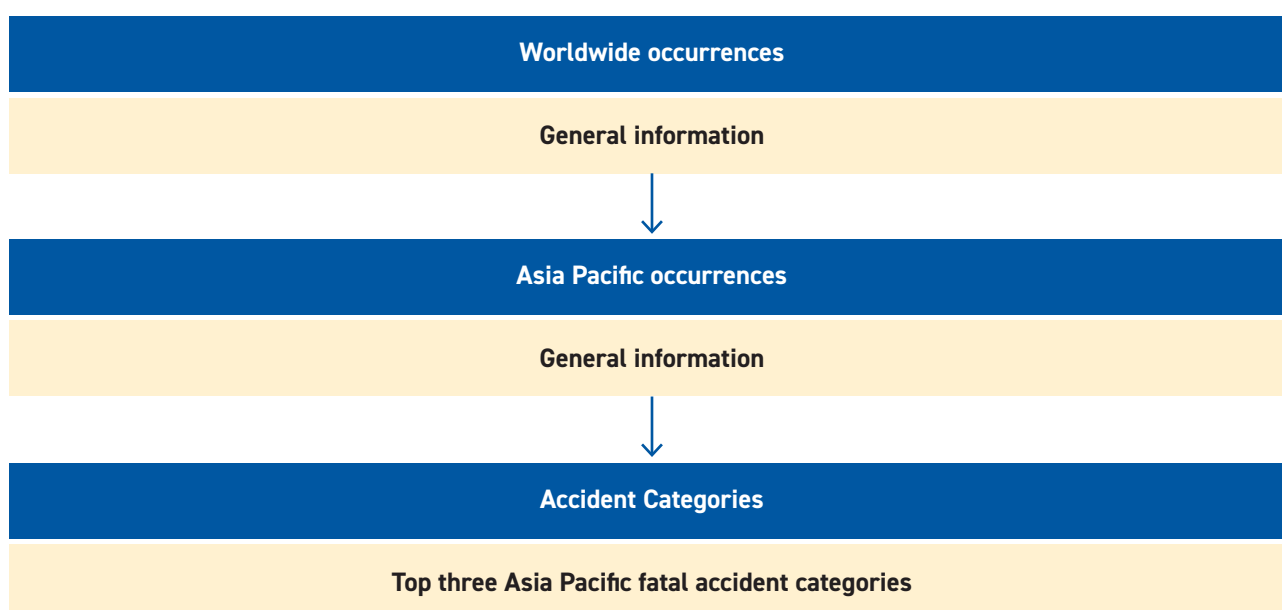 Worldwide occurrences
General information
Asia Pacific occurrences
General information
Accident Categories
Top three Asia Pacific fatal accident categories